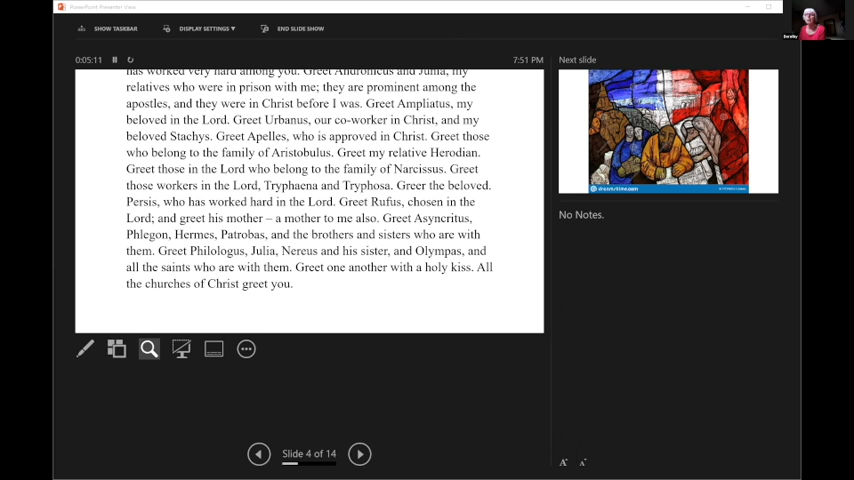 PowerPoint Presenter View
SHOW TASKBAR
DISPLAY SETTINGS ▾
END SLIDE SHOW
0:05:11
7:51 PM
Next slide
has worked very hard among you. Greet Andronicus and Junia, my
relatives who were in prison with me; they are prominent among the
apostles, and they were in Christ before I was. Greet Ampliatus, my
beloved in the Lord. Greet Urbanus, our co-worker in Christ, and my
beloved Stachys. Greet Apelles, who is approved in Christ. Greet those
who belong to the family of Aristobulus. Greet my relative Herodian.
Greet those in the Lord who belong to the family of Narcissus. Greet
those workers in the Lord, Tryphaena and Tryphosa. Greer the beloved.
Persis, who has worked hard in the Lord. Greet Rufus, chosen in the
Lord; and greet his mother – a mother to me also. Greet Asyncritus,
Phlegon, Hermes, Patrobas, and the brothers and sisters who are with
them. Greet Philologus, Julia, Nereus and his sister, and Olympas, and
all the saints who are with them. Greet one another with a holy kiss. All
the churches of Christ greet you.
dreamstime.com
No Notes.
Slide 4 of 14
A
A